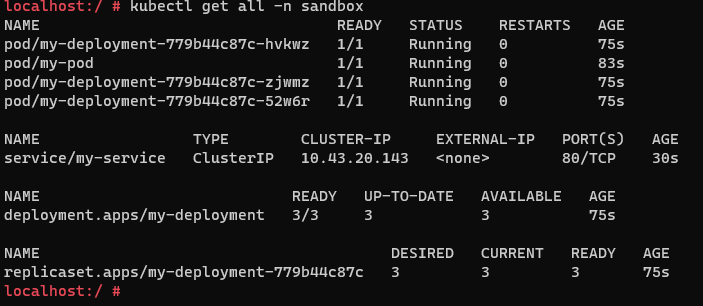 localhost:/ # kubectl get all -n sandbox
NAME READY STATUS RESTARTS AGE
pod/my-deployment-779b44c87c-hvkwz 1/1 Running 0 75s
pod/my-pod 1/1 Running 0 83s
pod/my-deployment-779b44c87c-zjwmz 1/1 Running 0 75s
pod/my-deployment-779b44c87c-52w6r 1/1 Running 0 75s
NAME TYPE CLUSTER-IP EXTERNAL-IP PORT(S) AGE
service/my-service ClusterIP 10.43.20.143 <none> 80/TCP 30s
NAME READY UP-TO-DATE AVAILABLE AGE
deployment.apps/my-deployment 3/3 3 3 75s
NAME DESIRED CURRENT READY AGE
replicaset.apps/my-deployment-779b44c87c 3 3 3 75s
localhost:/ #